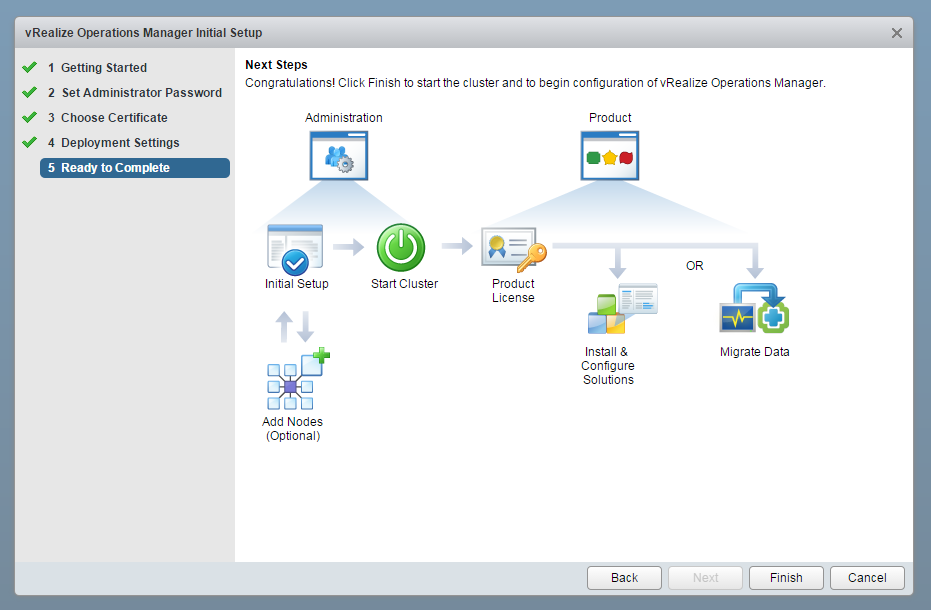 vRealize Operations Manager Initial Setup
1 Getting Started
2 Set Administrator Password
3 Choose Certificate
4 Deployment Settings
5 Ready to Complete
Next Steps
Congratulations! Click Finish to start the cluster and to begin configuration of vRealize Operations Manager.
Administration
Product
Initial Setup
Start Cluster
Product
License
OR
Install &
Configure
Solutions
Migrate Data
Add Nodes
(Optional)
Back
Next
Finish
Cancel